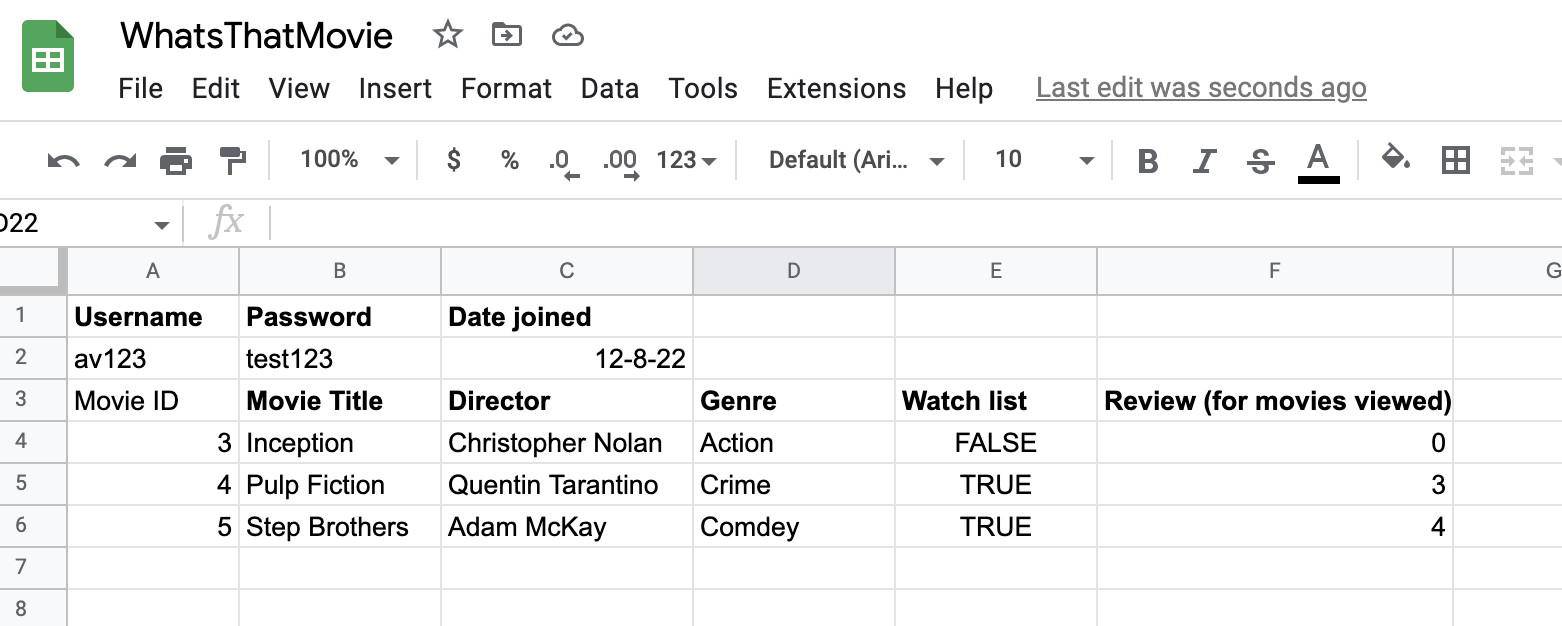 WhatsThatMovie
File Edit View Insert Format Data Tools Extensions Help Last edit was seconds ago
100% $ % .0 .00 123 Default (Ari... 10 B I S A
22 fx
A B C D E F G
1 Username Password Date joined
2 av123 test123 12-8-22
3 Movie ID Movie Title Director Genre Watch list Review (for movies viewed)
4 3 Inception Christopher Nolan Action FALSE 0
5 4 Pulp Fiction Quentin Tarantino Crime TRUE 3
6 5 Step Brothers Adam McKay Comdey TRUE 4
7
8